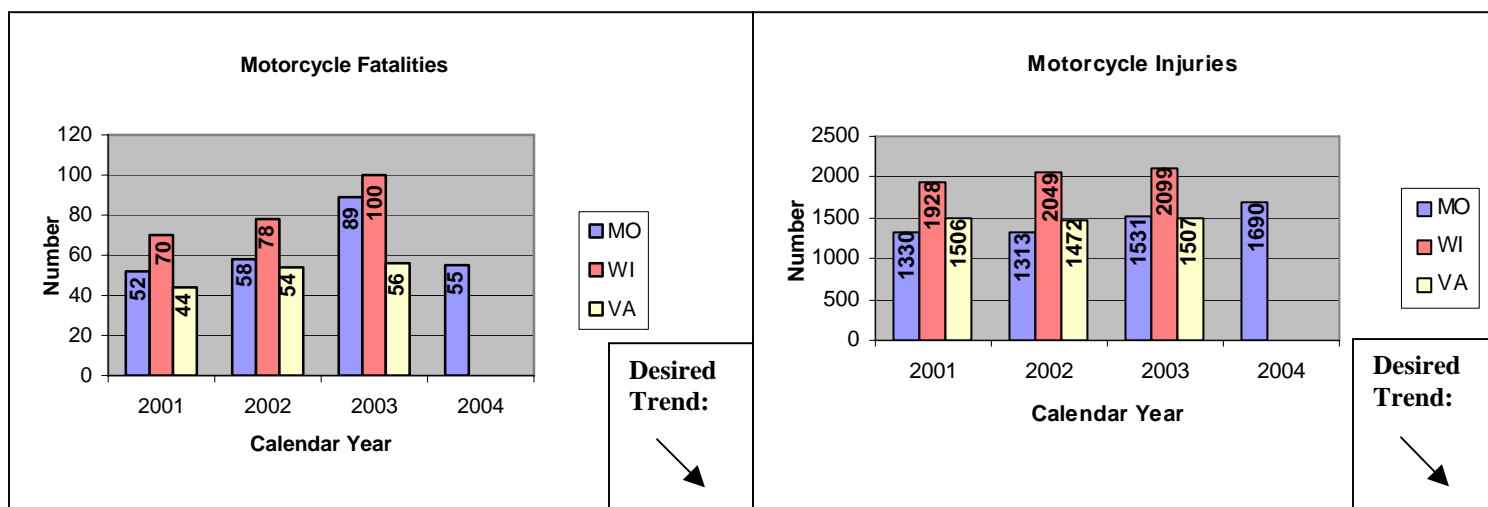 Motorcycle Fatalities
120
100
80
60
40
20
0
Number
52
70
44
58
78
54
89
100
56
55
2001 2002 2003 2004
Calendar Year
MO
WI
VA
Desired
Trend:
Motorcycle Injuries
2500
2000
1500
1000
500
0
Number
1330
1928
1506
1313
2049
1472
1531
2099
1507
1690
2001 2002 2003 2004
Calendar Year
MO
WI
VA
Desired
Trend: